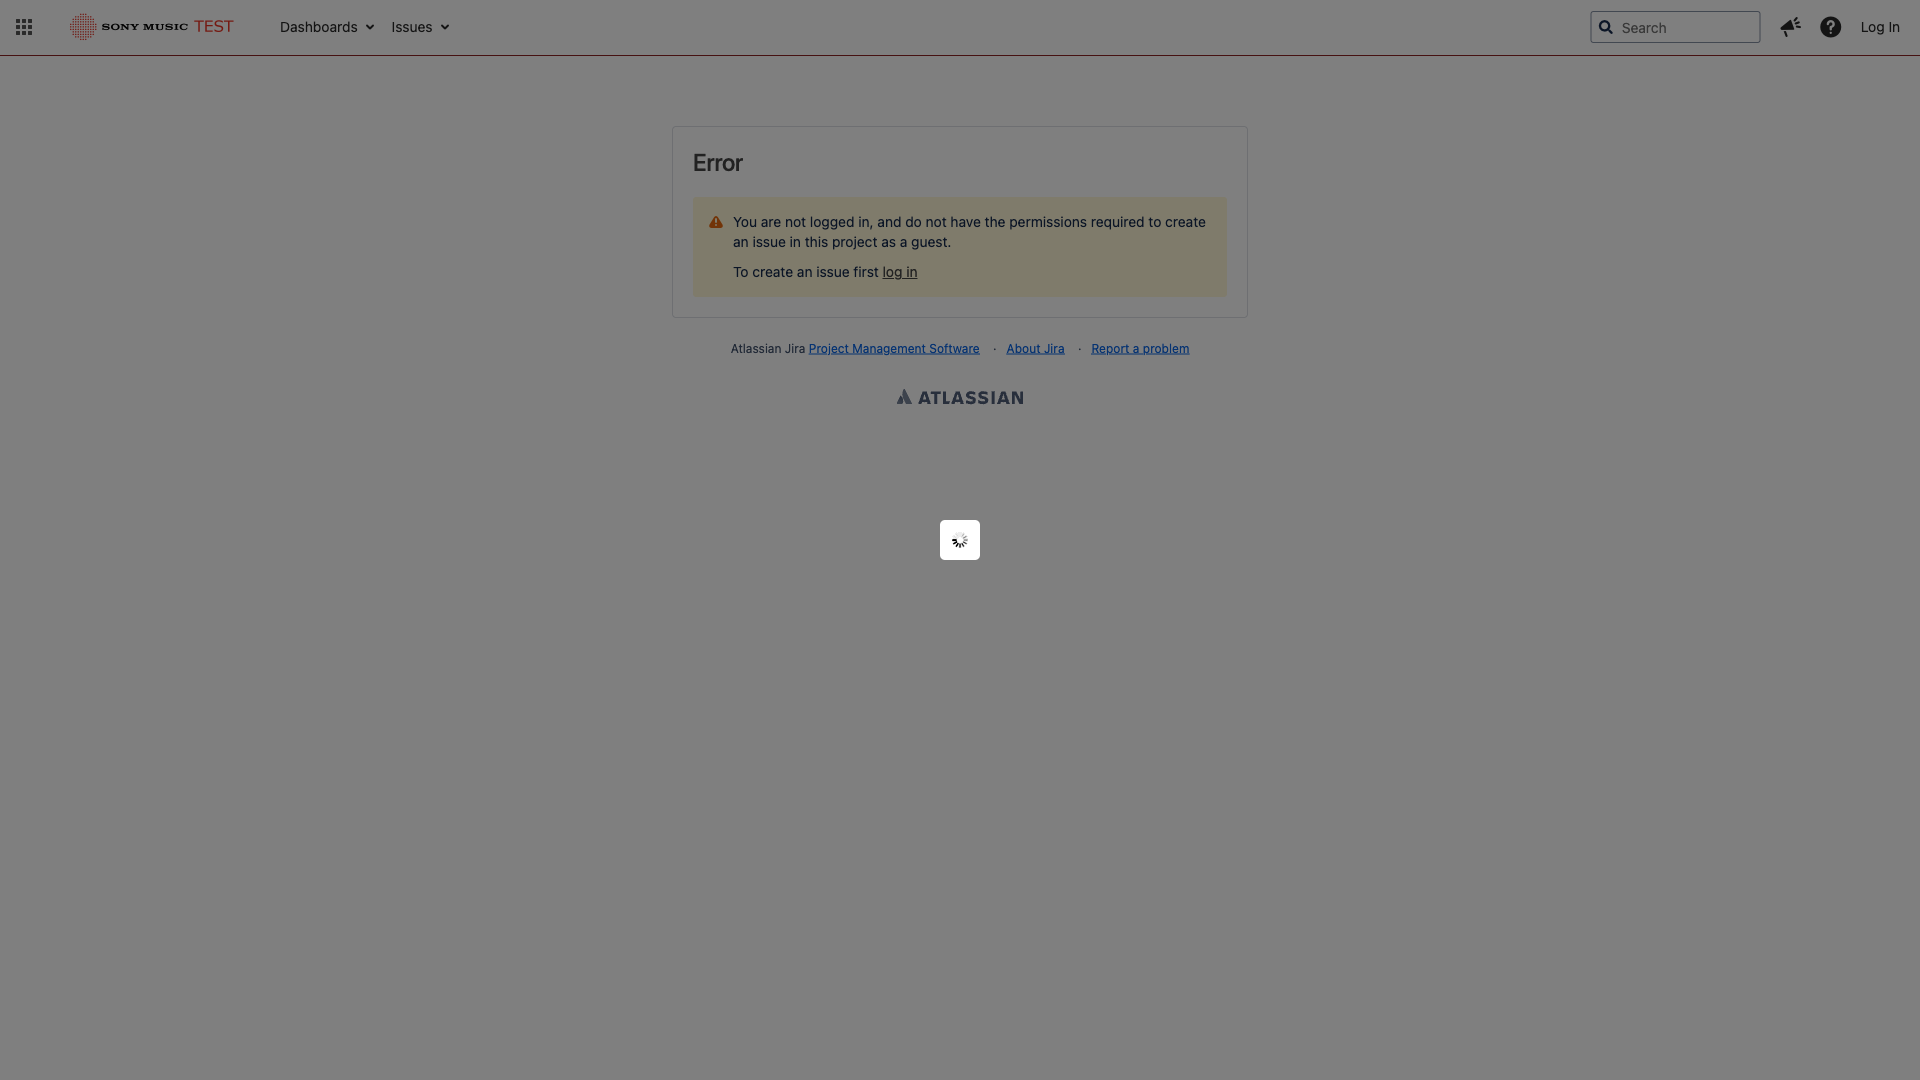 SONY MUSIC TEST
Dashboards
Issues
Search
Log In
Error
You are not logged in, and do not have the permissions required to create
an issue in this project as a guest.
To create an issue first log in
Atlassian Jira Project Management Software · About Jira · Report a problem
ATLASSIAN